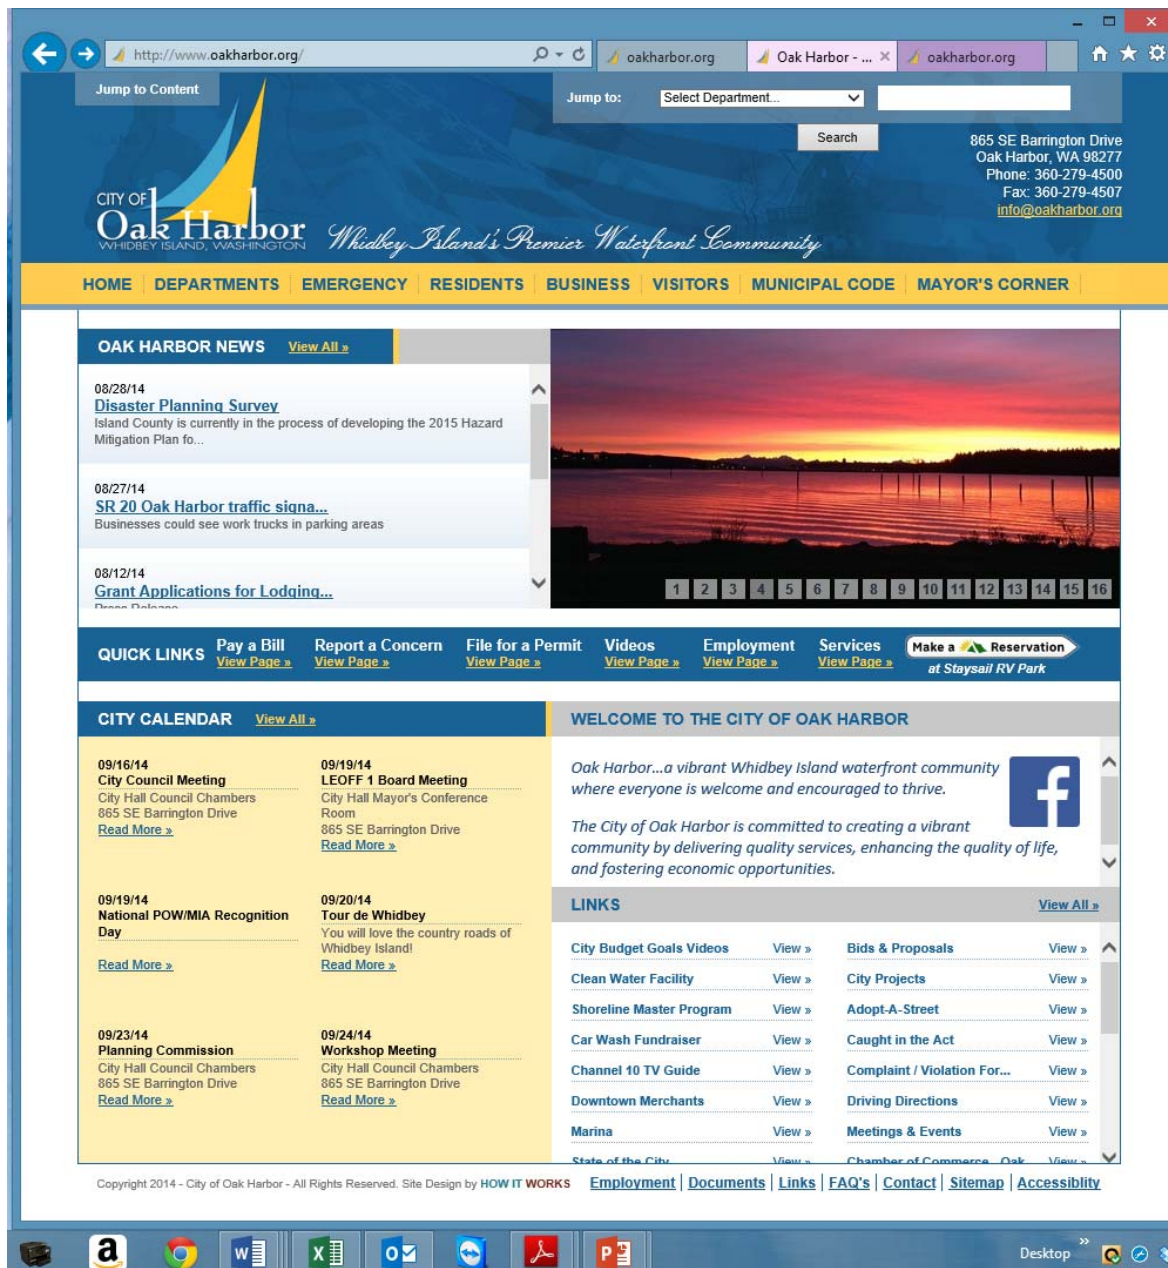 http://www.oakharbor.org/
oakharbor.org
Oak Harbor - ...
oakharbor.org
Jump to Content
Jump to:
Select Department...
Search
865 SE Barrington Drive
Oak Harbor, WA 98277
Phone: 360-279-4500
Fax: 360-279-4507
info@oakharbor.org
CITY OF
Oak Harbor
WHIDBEY ISLAND, WASHINGTON
Whidbey Island's Premier Waterfront Community
HOME DEPARTMENTS EMERGENCY RESIDENTS BUSINESS VISITORS MUNICIPAL CODE MAYOR'S CORNER
OAK HARBOR NEWS View All »
08/28/14
Disaster Planning Survey
Island County is currently in the process of developing the 2015 Hazard
Mitigation Plan fo...
08/27/14
SR 20 Oak Harbor traffic signa...
Businesses could see work trucks in parking areas
08/12/14
Grant Applications for Lodging...
Press Release
1 2 3 4 5 6 7 8 9 10 11 12 13 14 15 16
QUICK LINKS
Pay a Bill
View Page »
Report a Concern
View Page »
File for a Permit
View Page »
Videos
View Page »
Employment
View Page »
Services
View Page »
Make a Reservation
at Staysail RV Park
CITY CALENDAR View All »
09/16/14
City Council Meeting
City Hall Council Chambers
865 SE Barrington Drive
Read More »
09/19/14
LEOFF 1 Board Meeting
City Hall Mayor's Conference
Room
865 SE Barrington Drive
Read More »
09/19/14
National POW/MIA Recognition
Day
Read More »
09/20/14
Tour de Whidbey
You will love the country roads of
Whidbey Island!
Read More »
09/23/14
Planning Commission
City Hall Council Chambers
865 SE Barrington Drive
Read More »
09/24/14
Workshop Meeting
City Hall Council Chambers
865 SE Barrington Drive
Read More »
WELCOME TO THE CITY OF OAK HARBOR
Oak Harbor...a vibrant Whidbey Island waterfront community
where everyone is welcome and encouraged to thrive.
The City of Oak Harbor is committed to creating a vibrant
community by delivering quality services, enhancing the quality of life,
and fostering economic opportunities.
LINKS View All »
City Budget Goals Videos View » Bids & Proposals View »
Clean Water Facility View » City Projects View »
Shoreline Master Program View » Adopt-A-Street View »
Car Wash Fundraiser View » Caught in the Act View »
Channel 10 TV Guide View » Complaint / Violation For... View »
Downtown Merchants View » Driving Directions View »
Marina View » Meetings & Events View »
State of the City View » Chamber of Commerce Oak View »
Copyright 2014 - City of Oak Harbor - All Rights Reserved. Site Design by HOW IT WORKS Employment | Documents | Links | FAQ's | Contact | Sitemap | Accessiblity
Desktop »